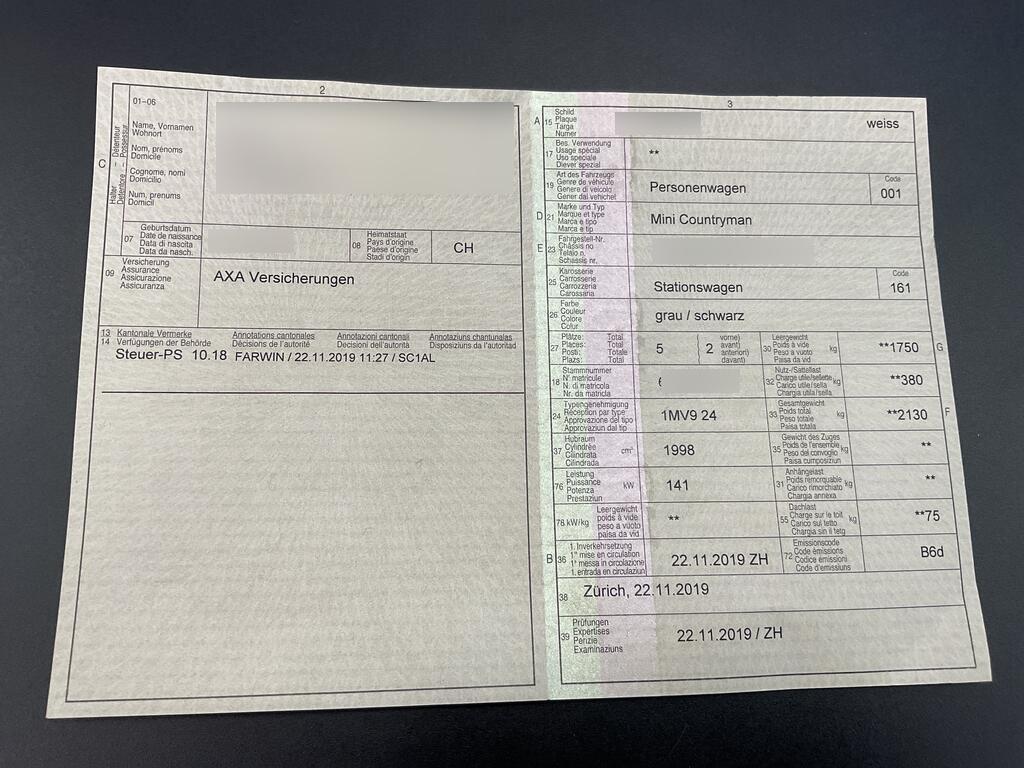 2
01–06
Name, Vornamen
Wohnort
Nom, prénoms
Domicile
Cognome, nomi
Domicilio
Num, prenums
Domicil
C
Halter – Détenteur
Detentore – Possessur
07
Geburtsdatum
Date de naissance
Data di nascita
Data da nasch.
08
Heimatstaat
Pays d'origine
Paese d'origine
Stadi d'origin
CH
09
Versicherung
Assurance
Assicurazione
Assicuranza
AXA Versicherungen
13 Kantonale Vermerke Annotations cantonales Annotazioni cantonali Annotaziuns chantunalas
14 Verfügungen der Behörde Décisions de l'autorité Decisioni dell'autorità Disposiziuns da l'autoritad
Steuer-PS 10.18 FARWIN / 22.11.2019 11:27 / SC1AL
3
A 15
Schild
Plaque
Targa
Numer
weiss
17
Bes. Verwendung
Usage spécial
Uso speciale
Diever spezial
**
19
Art des Fahrzeugs
Genre de véhicule
Genere di veicolo
Gener dal vehichel
Personenwagen
Code
001
D 21
Marke und Typ
Marque et type
Marca e tipo
Marca e tip
Mini Countryman
E 23
Fahrgestell-Nr.
Châssis no
Telaio n.
Schassis nr.
25
Karosserie
Carrosserie
Carrozzeria
Carossaria
Stationswagen
Code
161
26
Farbe
Couleur
Colore
Colur
grau / schwarz
27
Plätze: Total
Places: Total
Posti: Totale
Plazs: Total
5
2
vorne)
avant)
anteriori)
davant)
30
Leergewicht
Poids à vide
Peso a vuoto
Paisa da vid
kg
**1750
G
18
Stammnummer
N° matricule
N. di matricola
Nr. da matricla
32
Nutz-/Sattellast
Charge utile/sellette
Carico utile/sella
Chargia utila/sella
kg
**380
24
Typengenehmigung
Réception par type
Approvazione del tipo
Approvaziun dal tip
1MV9 24
33
Gesamtgewicht
Poids total
Peso totale
Paisa totala
kg
**2130
F
37
Hubraum
Cylindrée
Cilindrata
Cilindrada
cm³
1998
35
Gewicht des Zuges
Poids de l'ensemble
Peso del convoglio
Paisa cumposiziun
kg
**
76
Leistung
Puissance
Potenza
Prestaziun
kW
141
31
Anhängelast
Poids remorquable
Carico rimorchiato
Chargia annexa
kg
**
78 kW/kg
Leergewicht
poids à vide
peso a vuoto
paisa da vid
**
55
Dachlast
Charge sur le toit
Carico sul tetto
Chargia sin il tetg
kg
**75
B 36
1. Inverkehrsetzung
1re mise en circulation
1a messa in circolazione
1. entrada en circulaziun
22.11.2019 ZH
72
Emissionscode
Code émissions
Codice emissioni
Code d'emissiuns
B6d
38
Zürich, 22.11.2019
39
Prüfungen
Expertises
Perizie
Examinaziuns
22.11.2019 / ZH